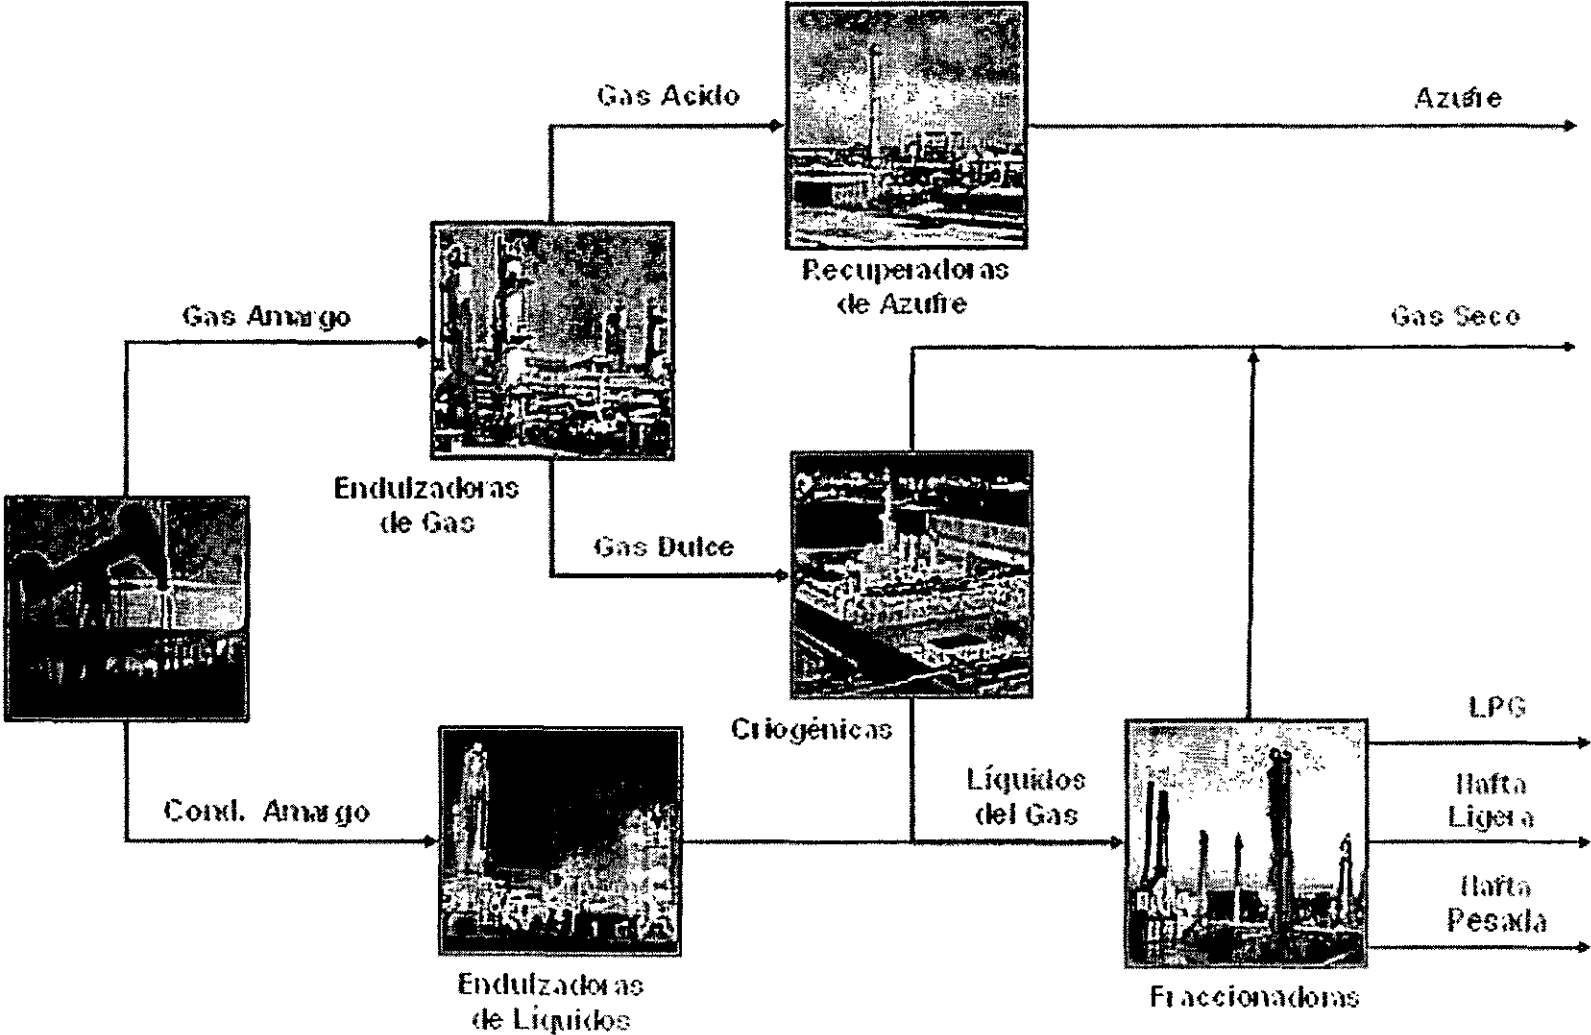 Gas Acido
Azufre
Recuperadoras
de Azufre
Gas Amargo
Gas Seco
Endulzadoras
de Gas
Gas Dulce
Criogénicas
LPG
Líquidos
del Gas
Nafta
Ligera
Cond. Amargo
Nafta
Pesada
Endulzadoras
de Líquidos
Fraccionadoras